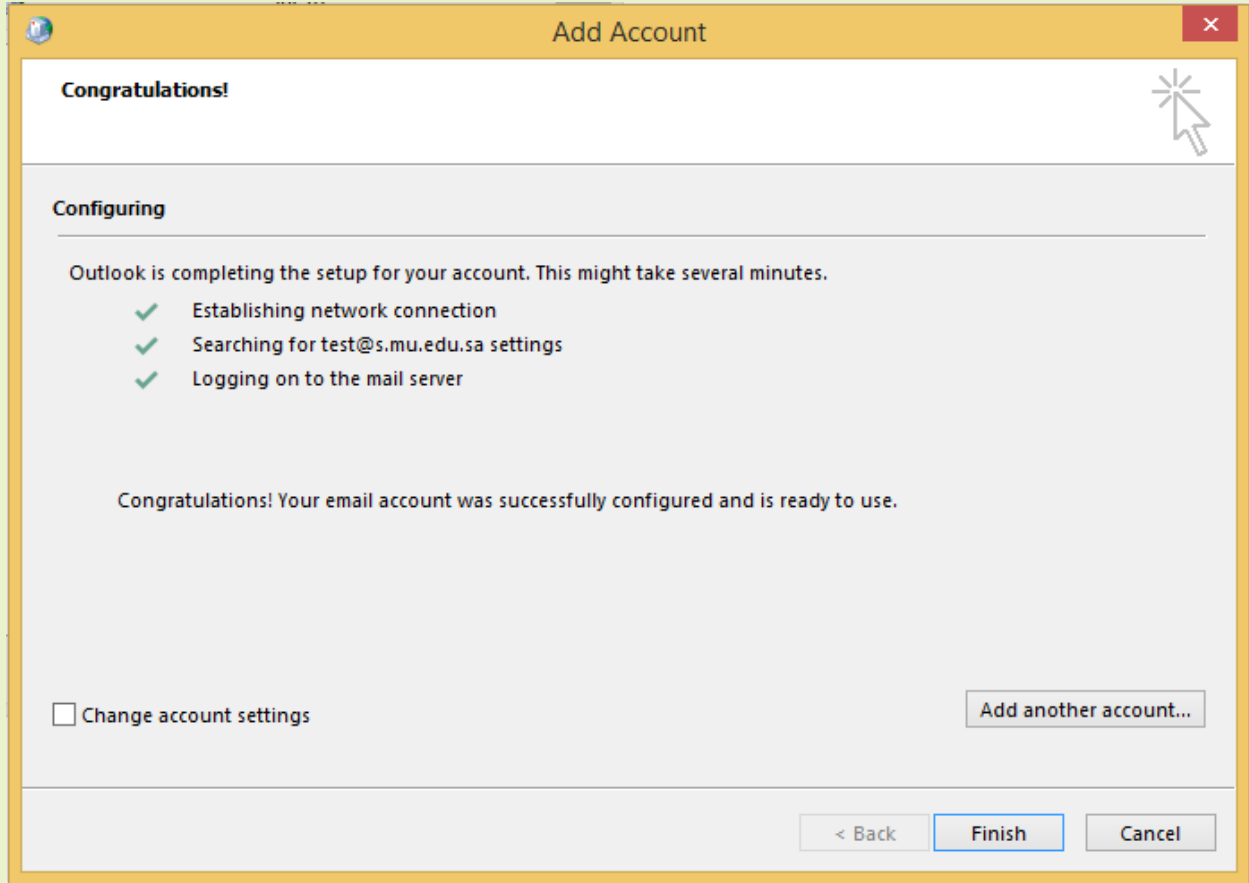 Add Account
Congratulations!
Configuring
Outlook is completing the setup for your account. This might take several minutes.
Establishing network connection
Searching for test@s.mu.edu.sa settings
Logging on to the mail server
Congratulations! Your email account was successfully configured and is ready to use.
Change account settings
Add another account...
< Back
Finish
Cancel